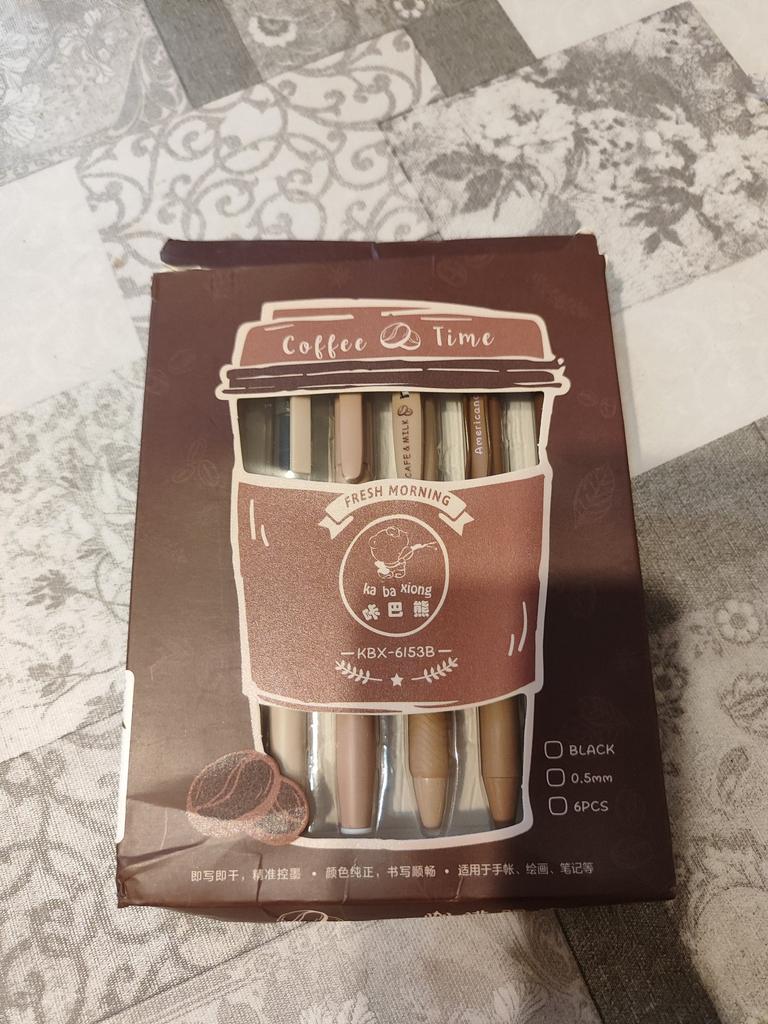 Coffee Time
CAFE & MILK
Americano
FRESH MORNING
ka ba xiong
咔巴熊
KBX-6153B
BLACK
0.5mm
6PCS
即写即干，精准控墨 • 颜色纯正，书写顺畅 • 适用于手帐、绘画、笔记等